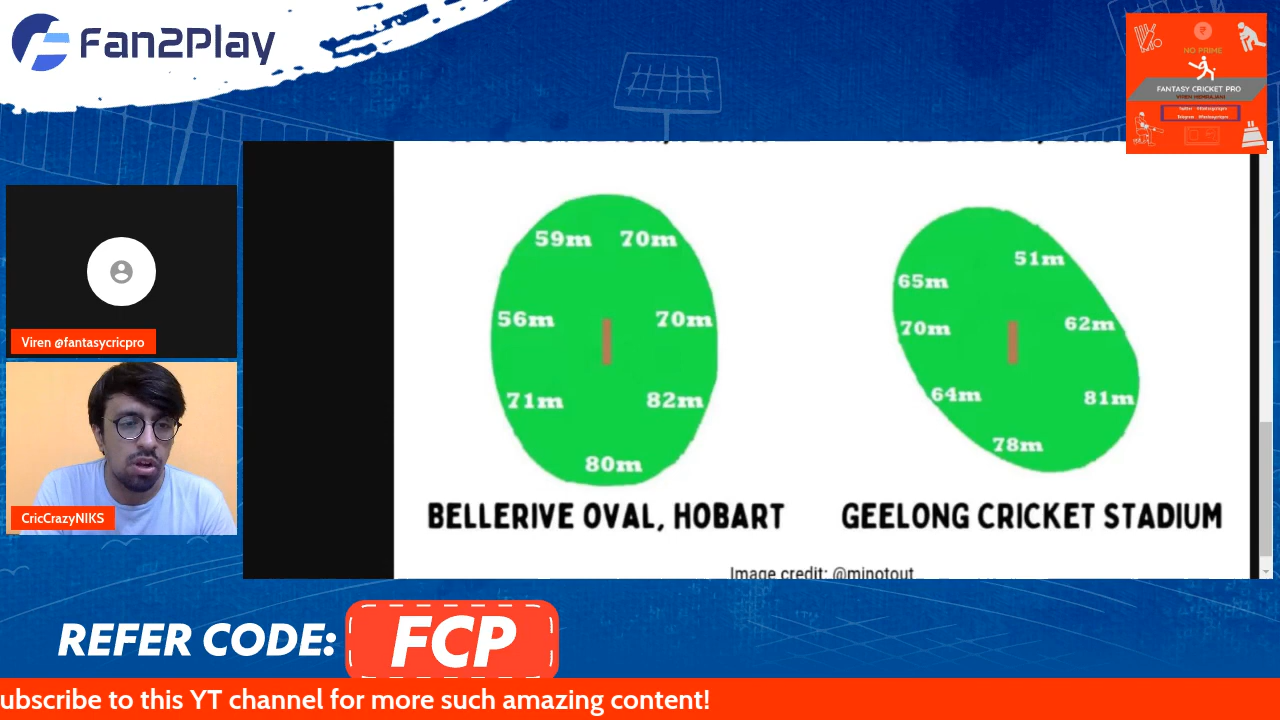 Fan2Play
NO PRIME
FANTASY CRICKET PRO
VIREN HEMRAJANI
59m 70m
56m 70m
71m 82m
80m
BELLERIVE OVAL, HOBART
51m
65m
70m 62m
64m 81m
78m
GEELONG CRICKET STADIUM
Image credit: @minotout
Viren @fantasycricpro
CricCrazyNIKS
REFER CODE: FCP
ubscribe to this YT channel for more such amazing content!